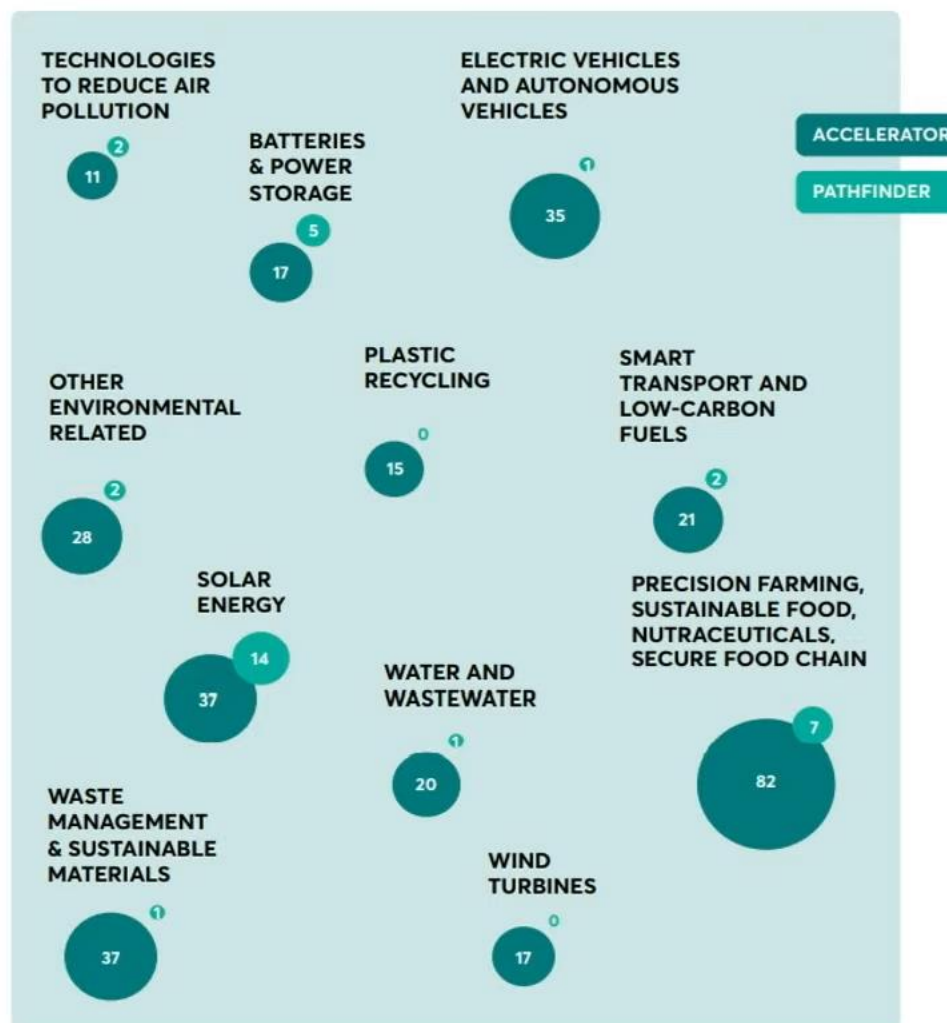 TECHNOLOGIES
TO REDUCE AIR
POLLUTION
2
11
BATTERIES
& POWER
STORAGE
5
17
ELECTRIC VEHICLES
AND AUTONOMOUS
VEHICLES
1
35
ACCELERATOR
PATHFINDER
OTHER
ENVIRONMENTAL
RELATED
2
28
PLASTIC
RECYCLING
0
15
SMART
TRANSPORT AND
LOW-CARBON
FUELS
2
21
SOLAR
ENERGY
14
37
WATER AND
WASTEWATER
1
20
PRECISION FARMING,
SUSTAINABLE FOOD,
NUTRACEUTICALS,
SECURE FOOD CHAIN
7
82
WASTE
MANAGEMENT
& SUSTAINABLE
MATERIALS
1
37
WIND
TURBINES
0
17